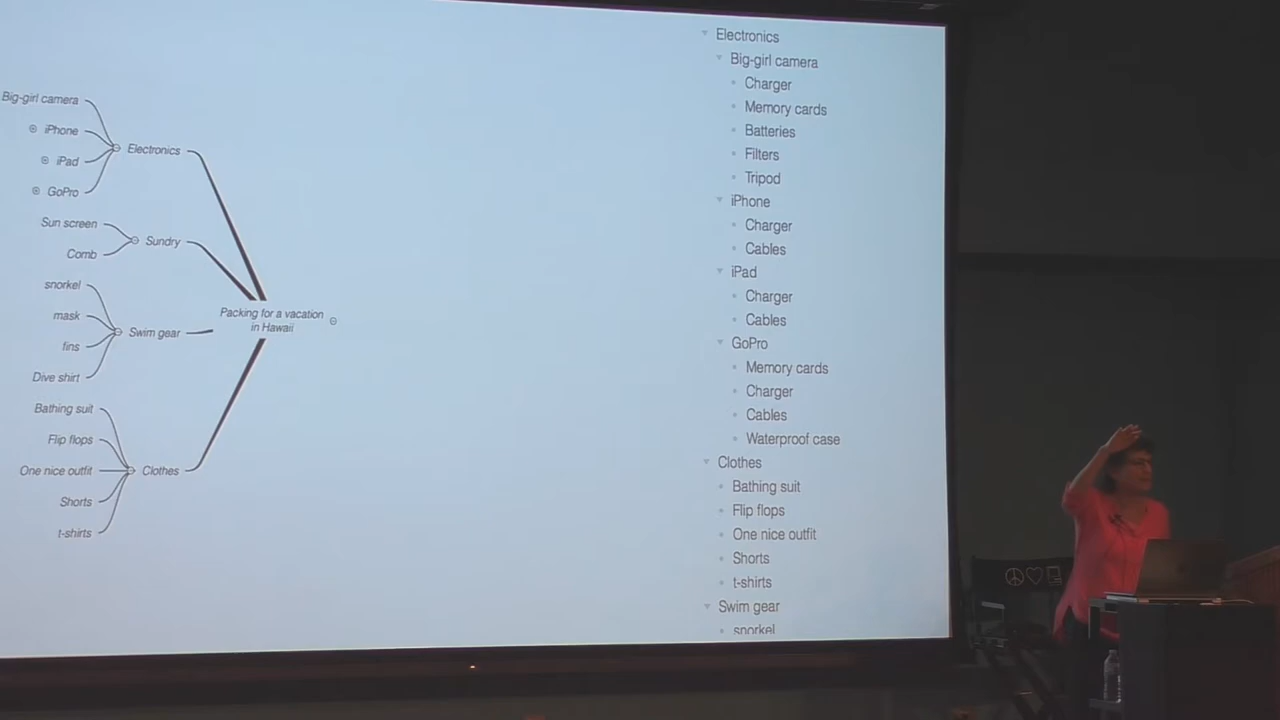 Big-girl camera
iPhone
iPad
GoPro
Electronics
Sun screen
Comb
Sundry
snorkel
mask
fins
Dive shirt
Swim gear
Packing for a vacation
in Hawaii
Bathing suit
Flip flops
One nice outfit
Shorts
t-shirts
Clothes
Electronics
Big-girl camera
Charger
Memory cards
Batteries
Filters
Tripod
iPhone
Charger
Cables
iPad
Charger
Cables
GoPro
Memory cards
Charger
Cables
Waterproof case
Clothes
Bathing suit
Flip flops
One nice outfit
Shorts
t-shirts
Swim gear
snorkel